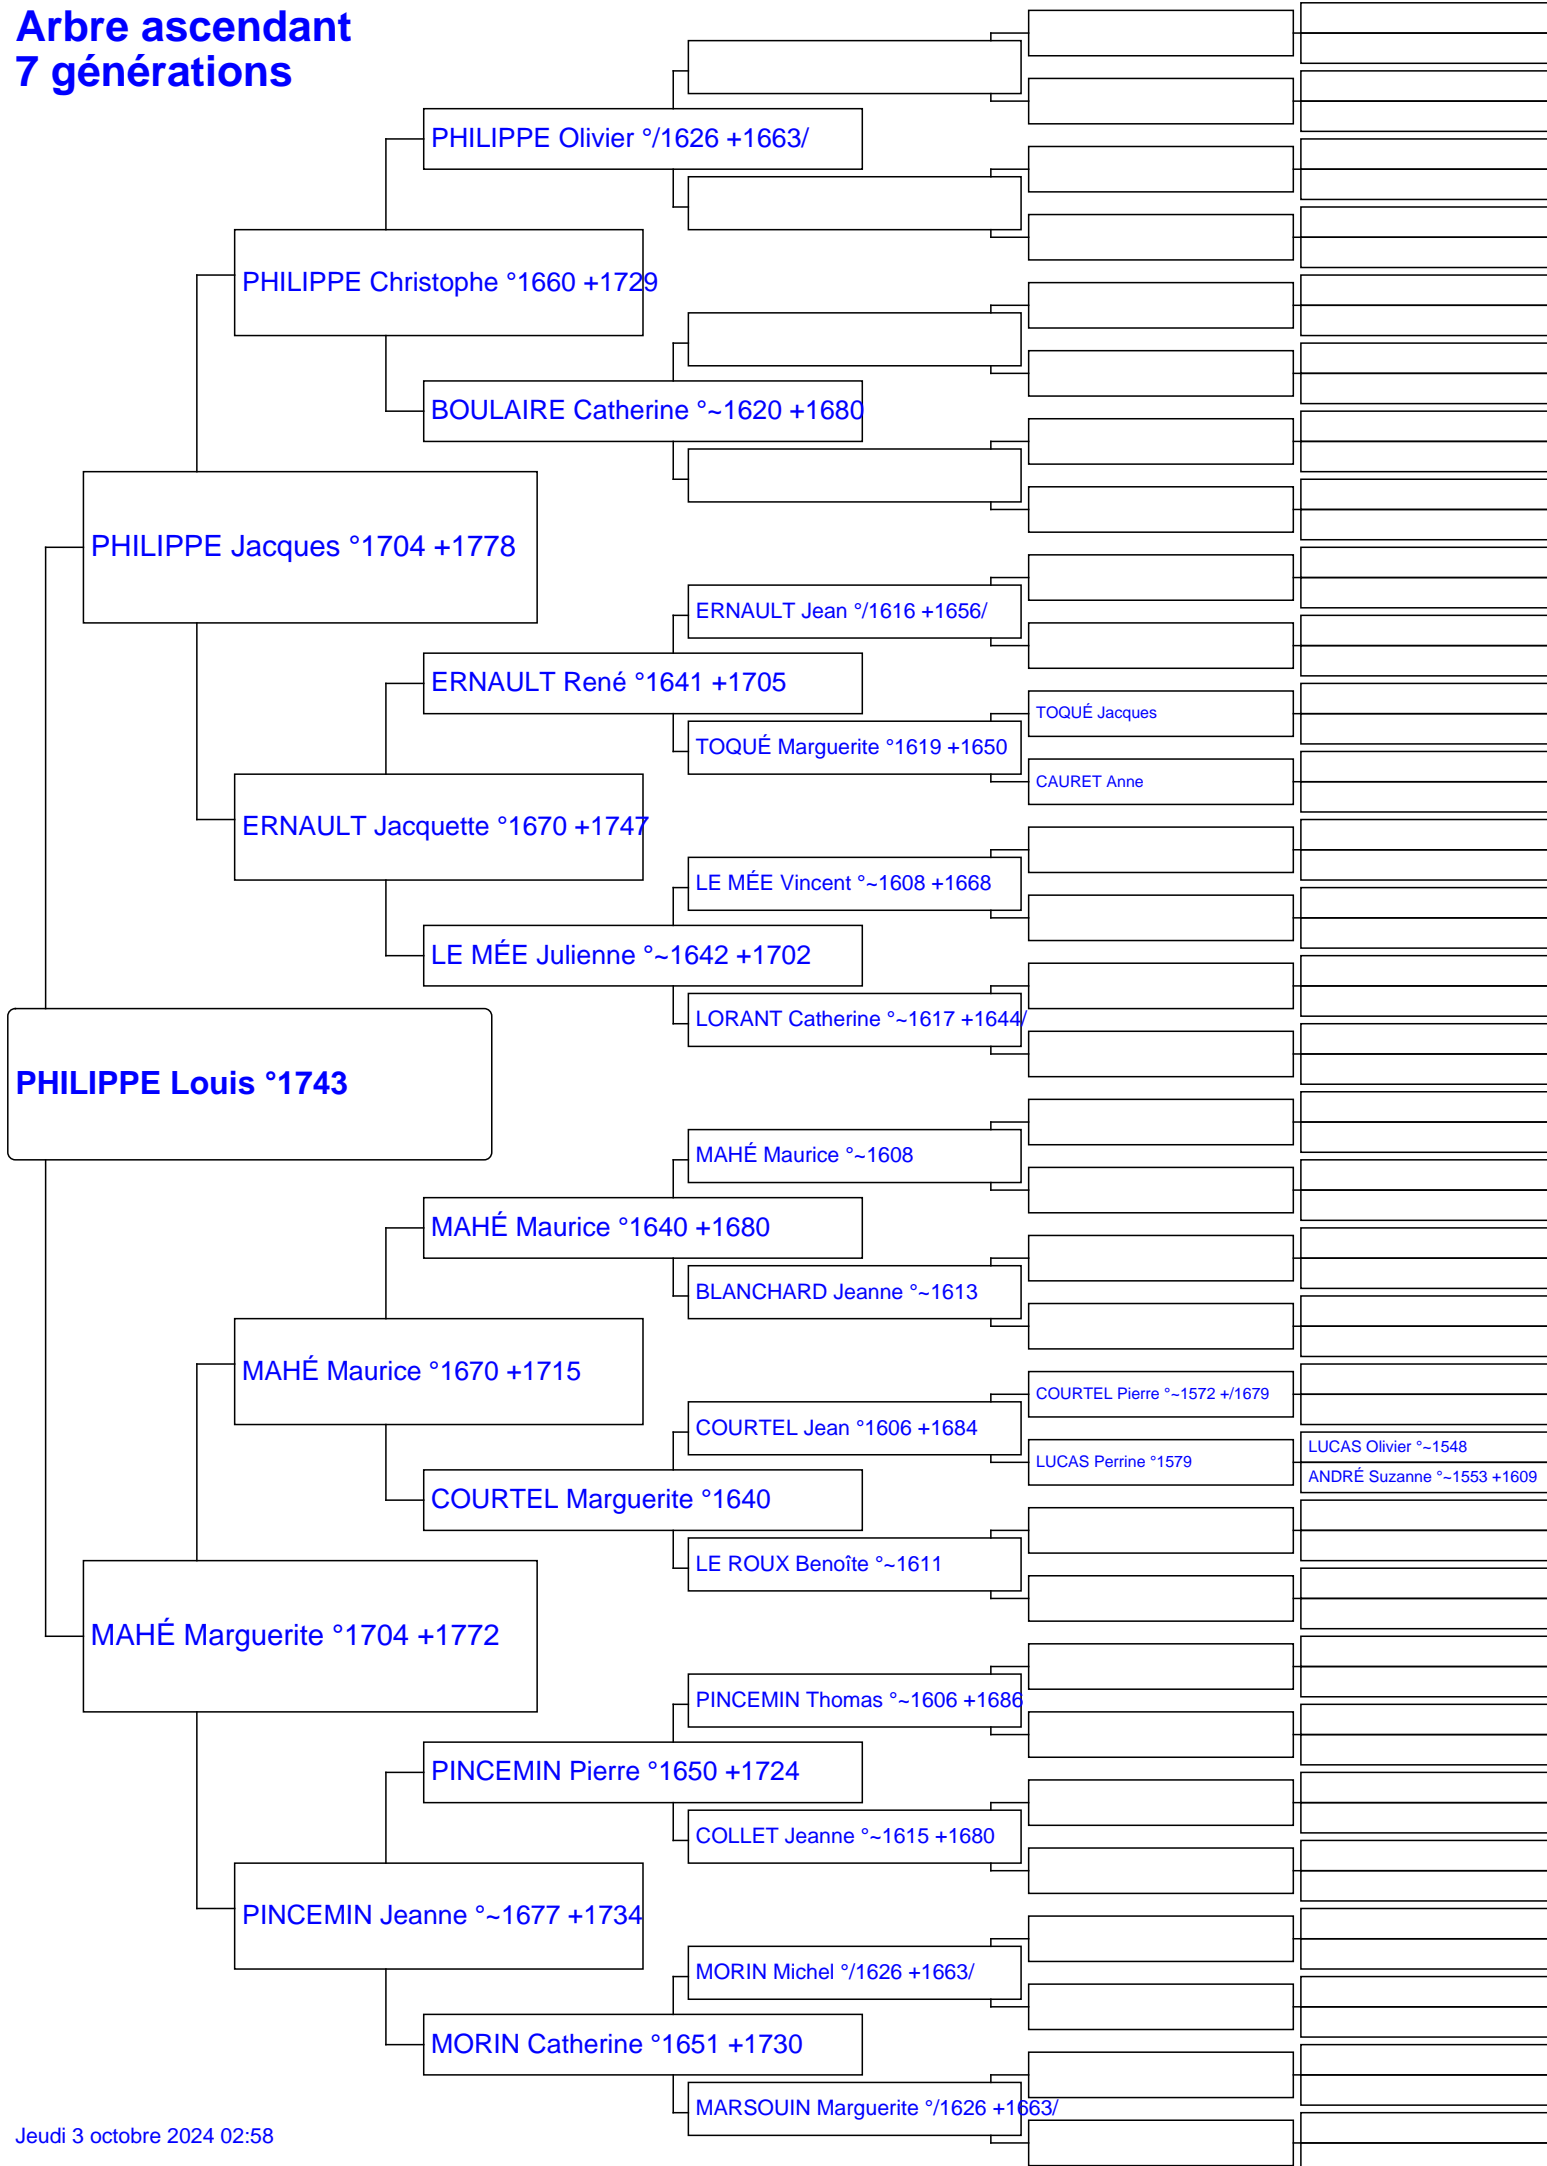 Arbre ascendant
7 générations
PHILIPPE Olivier °/1626 +1663/
PHILIPPE Christophe °1660 +1729
BOULAIRE Catherine °~1620 +1680
PHILIPPE Jacques °1704 +1778
ERNAULT Jean °/1616 +1656/
ERNAULT René °1641 +1705
TOQUÉ Jacques
TOQUÉ Marguerite °1619 +1650
CAURET Anne
ERNAULT Jacquette °1670 +1747
LE MÉE Vincent °~1608 +1668
LE MÉE Julienne °~1642 +1702
LORANT Catherine °~1617 +1644/
PHILIPPE Louis °1743
MAHÉ Maurice °~1608
MAHÉ Maurice °1640 +1680
BLANCHARD Jeanne °~1613
MAHÉ Maurice °1670 +1715
COURTEL Pierre °~1572 +/1679
COURTEL Jean °1606 +1684
LUCAS Olivier °~1548
LUCAS Perrine °1579
ANDRÉ Suzanne °~1553 +1609
COURTEL Marguerite °1640
LE ROUX Benoîte °~1611
MAHÉ Marguerite °1704 +1772
PINCEMIN Thomas °~1606 +1686
PINCEMIN Pierre °1650 +1724
COLLET Jeanne °~1615 +1680
PINCEMIN Jeanne °~1677 +1734
MORIN Michel °/1626 +1663/
MORIN Catherine °1651 +1730
MARSOUIN Marguerite °/1626 +1663/
Jeudi 3 octobre 2024 02:58